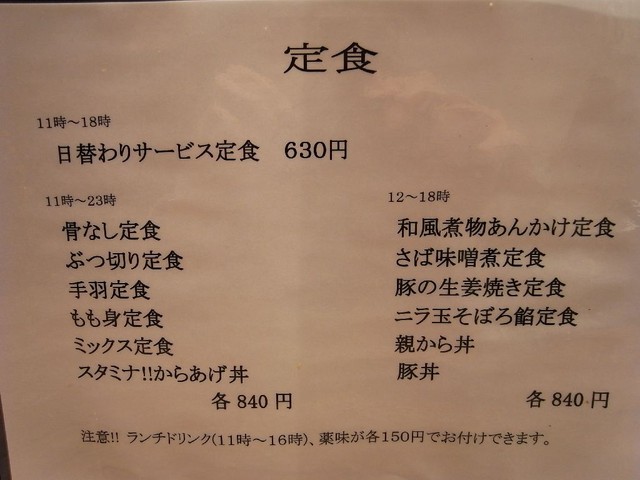 定食
11時～18時
日替わりサービス定食 630円
11時～23時
骨なし定食
ぶつ切り定食
手羽定食
もも身定食
ミックス定食
スタミナ!!からあげ丼
各840円
12～18時
和風煮物あんかけ定食
さば味噌煮定食
豚の生姜焼き定食
ニラ玉そぼろ餡定食
親から丼
豚丼
各840円
注意!! ランチドリンク(11時～16時)、薬味が各150円でお付けできます。